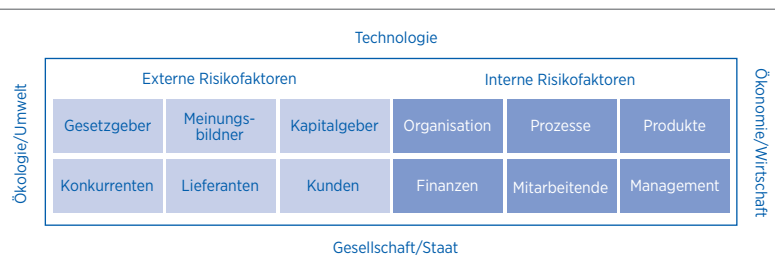 Technologie
Externe Risikofaktoren
Interne Risikofaktoren
Ökologie/Umwelt
Ökonomie/Wirtschaft
Gesetzgeber
Meinungs-
bildner
Kapitalgeber
Organisation
Prozesse
Produkte
Konkurrenten
Lieferanten
Kunden
Finanzen
Mitarbeitende
Management
Gesellschaft/Staat